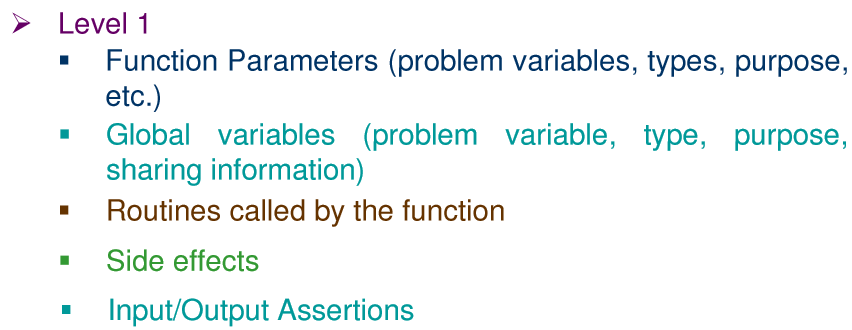 ➢ Level 1
▪ Function Parameters (problem variables, types, purpose,
etc.)
▪ Global variables (problem variable, type, purpose,
sharing information)
▪ Routines called by the function
▪ Side effects
▪ Input/Output Assertions